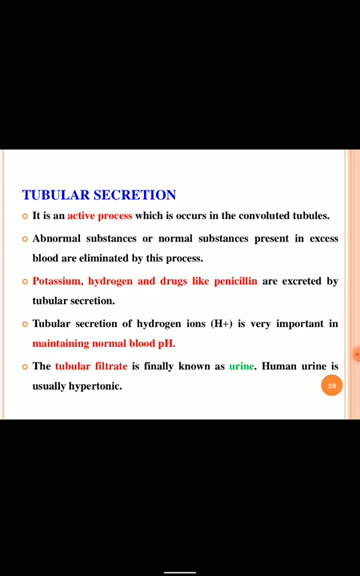 TUBULAR SECRETION
It is an active process which is occurs in the convoluted tubules.
Abnormal substances or normal substances present in excess
blood are eliminated by this process.
Potassium, hydrogen and drugs like penicillin are excreted by
tubular secretion.
Tubular secretion of hydrogen ions (H+) is very important in
maintaining normal blood pH.
The tubular filtrate is finally known as urine. Human urine is
usually hypertonic.
20